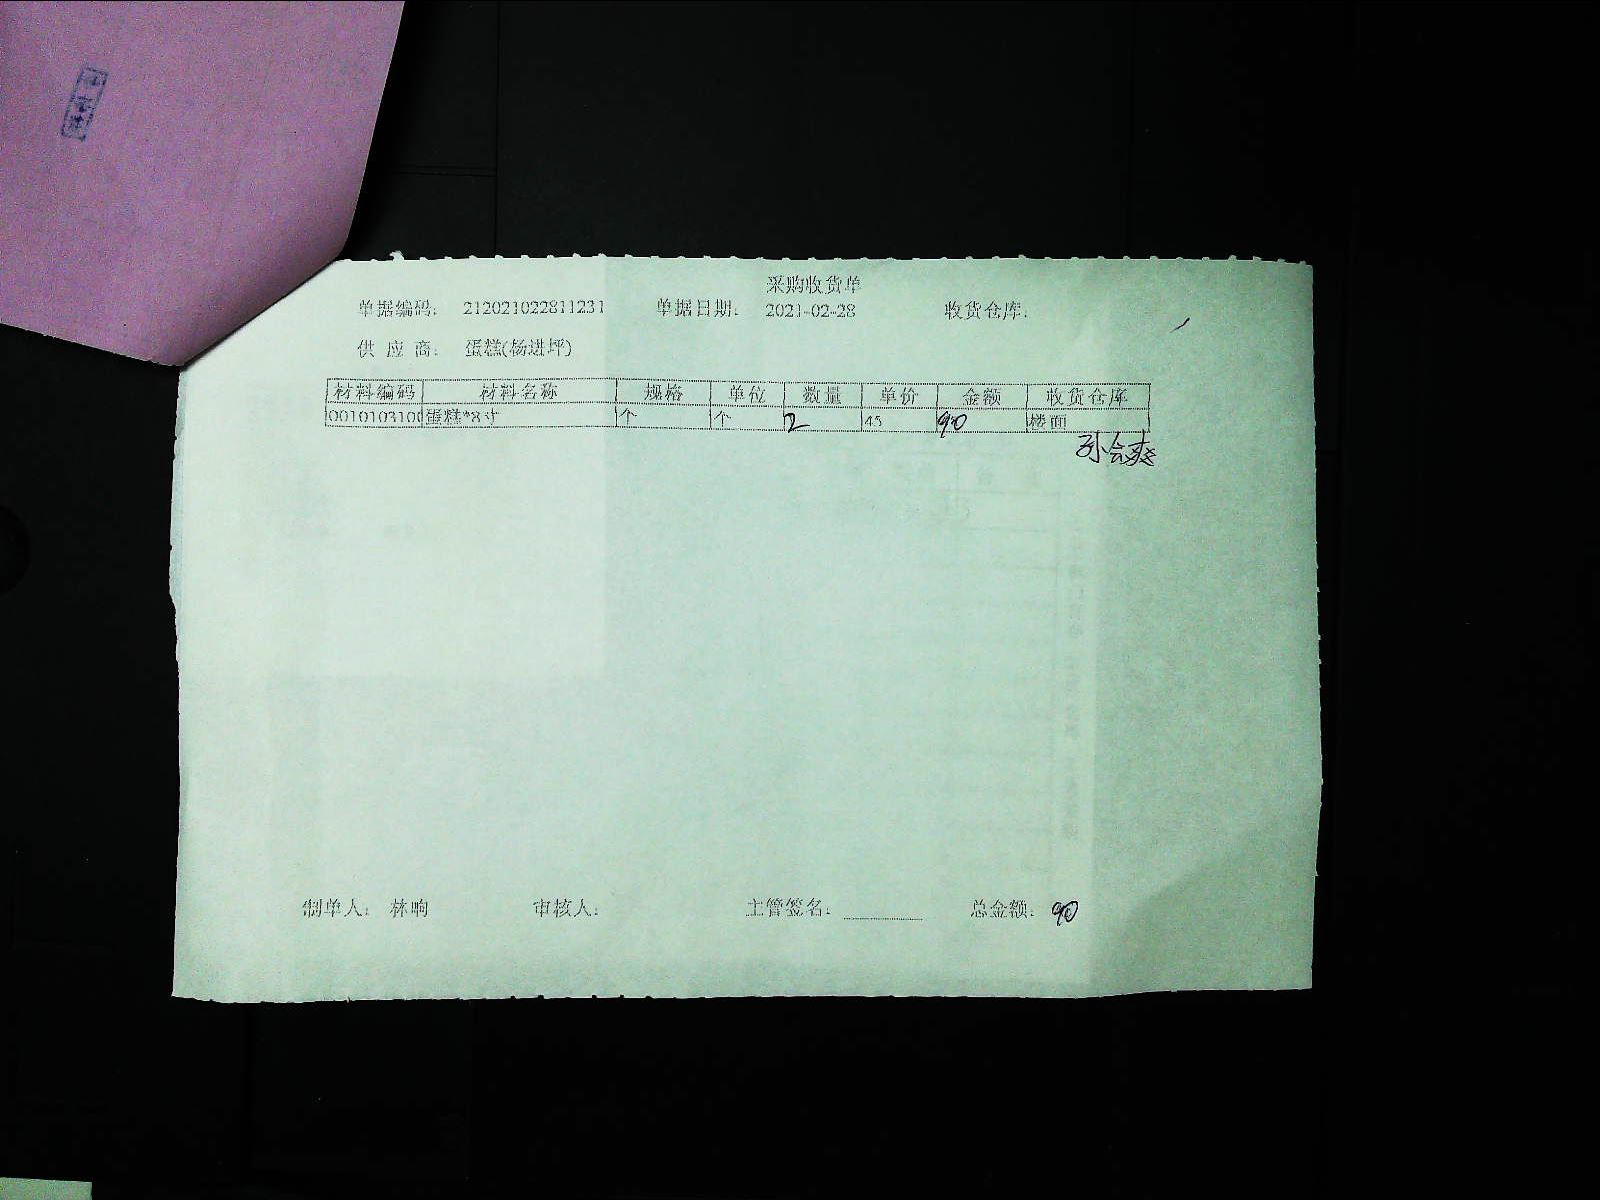 采购收货单
单据编码: 212021022811231 单据日期: 2021-02-28 收货仓库:
供 应 商: 蛋糕(杨进坪)
材料编码 材料名称 规格 单位 数量 单价 金额 收货仓库
0010103100 蛋糕*8寸 个 个 2 45 90 楼面
孙会爽
制单人: 林响 审核人: 主管签名: 总金额: 90